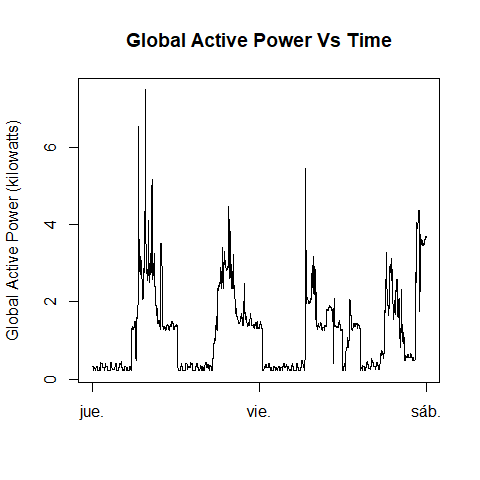 Global Active Power Vs Time
Global Active Power (kilowatts)
6
4
2
0
jue.
vie.
sáb.